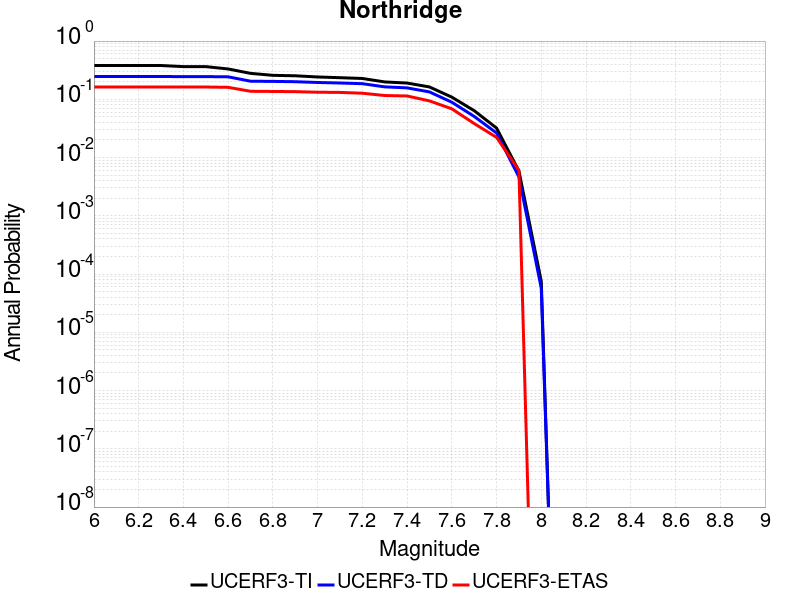 Northridge
10^0
10^-1
10^-2
10^-3
10^-4
10^-5
10^-6
10^-7
10^-8
Annual Probability
6 6.2 6.4 6.6 6.8 7 7.2 7.4 7.6 7.8 8 8.2 8.4 8.6 8.8 9
Magnitude
UCERF3-TI UCERF3-TD UCERF3-ETAS